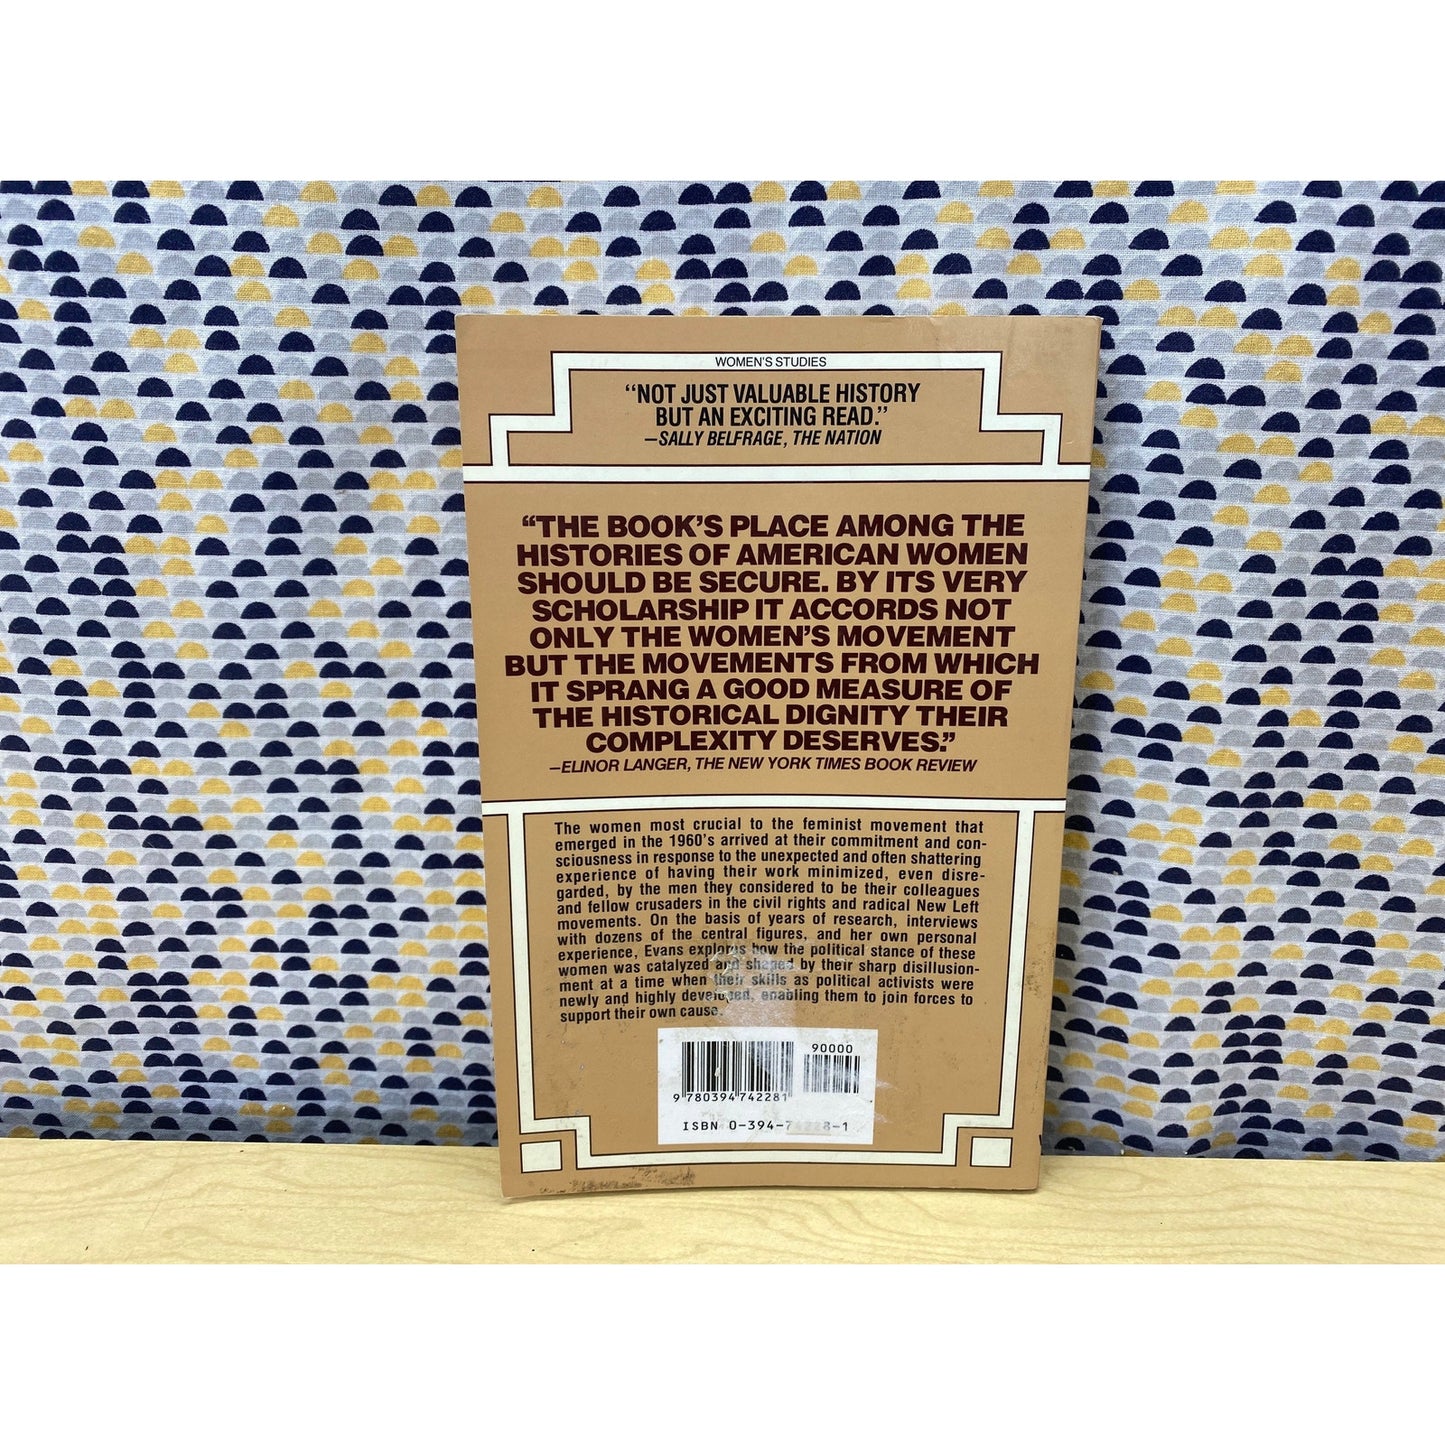 WOMEN'S STUDIES
“NOT JUST VALUABLE HISTORY
BUT AN EXCITING READ.”
—SALLY BELFRAGE, THE NATION
“THE BOOK'S PLACE AMONG THE
HISTORIES OF AMERICAN WOMEN
SHOULD BE SECURE. BY ITS VERY
SCHOLARSHIP IT ACCORDS NOT
ONLY THE WOMEN'S MOVEMENT
BUT THE MOVEMENTS FROM WHICH
IT SPRANG A GOOD MEASURE OF
THE HISTORICAL DIGNITY THEIR
COMPLEXITY DESERVES.”
—ELINOR LANGER, THE NEW YORK TIMES BOOK REVIEW
The women most crucial to the feminist movement that
emerged in the 1960's arrived at their commitment and con-
sciousness in response to the unexpected and often shattering
experience of having their work minimized, even disre-
garded, by the men they considered to be their colleagues
and fellow crusaders in the civil rights and radical New Left
movements. On the basis of years of research, interviews
with dozens of the central figures, and her own personal
experience, Evans explores how the political stance of these
women was catalyzed and shaped by their sharp disillusion-
ment at a time when their skills as political activists were
newly and highly developed, enabling them to join forces to
support their own cause.
90000
9 780394 742281
ISBN 0-394-74228-1